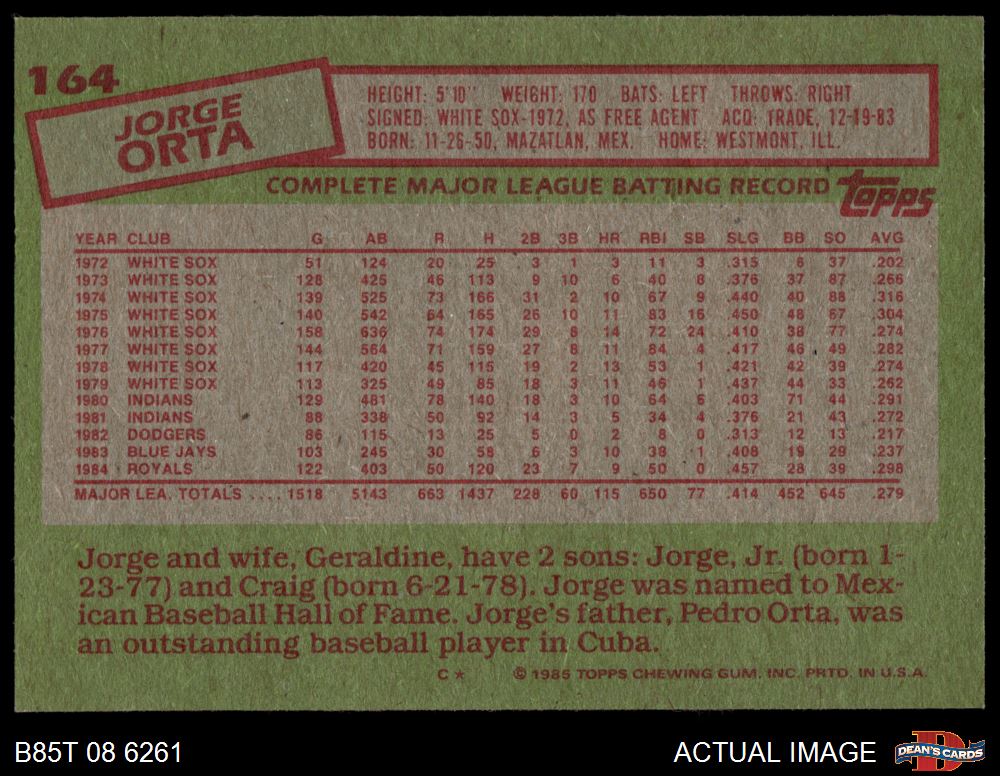 164
JORGE
ORTA
HEIGHT: 5'10" WEIGHT: 170 BATS: LEFT THROWS: RIGHT
SIGNED: WHITE SOX-1972, AS FREE AGENT ACQ: TRADE, 12-19-83
BORN: 11-26-50, MAZATLAN, MEX. HOME: WESTMONT, ILL.
COMPLETE MAJOR LEAGUE BATTING RECORD topps
YEAR CLUB G AB R H 2B 3B HR RBI SB SLG BB SO AVG
1972 WHITE SOX 51 124 20 25 3 1 3 11 3 .315 6 37 .202
1973 WHITE SOX 128 425 46 113 9 10 6 40 8 .376 37 87 .266
1974 WHITE SOX 139 525 73 166 31 2 10 67 9 .440 40 88 .316
1975 WHITE SOX 140 542 64 165 26 10 11 83 16 .450 48 67 .304
1976 WHITE SOX 158 636 74 174 29 8 14 72 24 .410 38 77 .274
1977 WHITE SOX 144 564 71 159 27 8 11 84 4 .417 46 49 .282
1978 WHITE SOX 117 420 45 115 19 2 13 53 1 .421 42 39 .274
1979 WHITE SOX 113 325 49 85 18 3 11 46 1 .437 44 33 .262
1980 INDIANS 129 481 78 140 18 3 10 64 6 .403 71 44 .291
1981 INDIANS 88 338 50 92 14 3 5 34 4 .376 21 43 .272
1982 DODGERS 86 115 13 25 5 0 2 8 0 .313 12 13 .217
1983 BLUE JAYS 103 245 30 58 6 3 10 38 1 .408 19 29 .237
1984 ROYALS 122 403 50 120 23 7 9 50 0 .457 28 39 .298
MAJOR LEA. TOTALS .... 1518 5143 663 1437 228 60 115 650 77 .414 452 645 .279
Jorge and wife, Geraldine, have 2 sons: Jorge, Jr. (born 1-
23-77) and Craig (born 6-21-78). Jorge was named to Mex-
ican Baseball Hall of Fame. Jorge's father, Pedro Orta, was
an outstanding baseball player in Cuba.
C* © 1985 TOPPS CHEWING GUM, INC. PRTD. IN U.S.A.
B85T 08 6261 ACTUAL IMAGE D DEAN'S CARDS